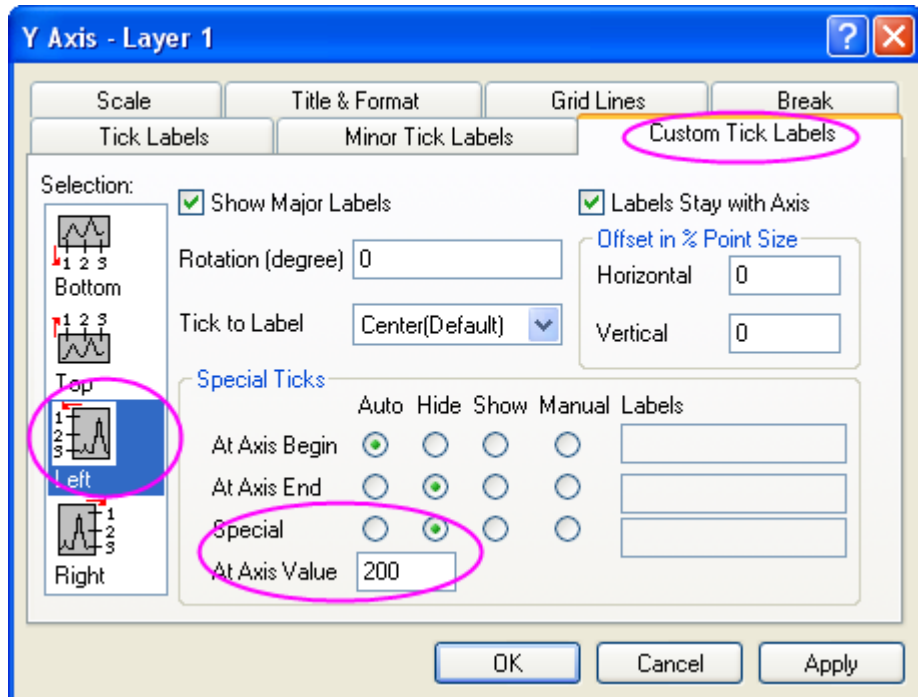 Y Axis - Layer 1
Scale Title & Format Grid Lines Break
Tick Labels Minor Tick Labels Custom Tick Labels
Selection:
1 2 3
Bottom
1 2 3
Top
1
2
3
Left
1
2
3
Right
Show Major Labels
Labels Stay with Axis
Rotation (degree) 0
Tick to Label Center(Default)
Offset in % Point Size
Horizontal 0
Vertical 0
Special Ticks
Auto Hide Show Manual Labels
At Axis Begin
At Axis End
Special
At Axis Value 200
OK Cancel Apply